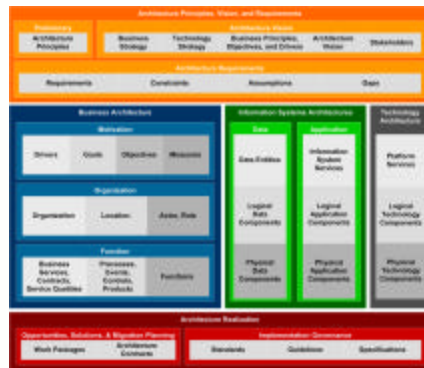 Architecture Principles, Vision, and Requirements
Preliminary
Architecture Vision
Architecture
Principles
Business
Strategy
Technology
Strategy
Business Principles,
Objectives, and Drivers
Architecture
Vision
Stakeholders
Architecture Requirements
Requirements
Constraints
Assumptions
Gaps
Business Architecture
Motivation
Drivers
Goals
Objectives
Measures
Organization
Organization
Location
Actor, Role
Function
Business
Services,
Contracts,
Service Qualities
Processes,
Events,
Controls,
Products
Functions
Information Systems Architectures
Data
Application
Data Entities
Information
System
Services
Logical
Data
Components
Logical
Application
Components
Physical
Data
Components
Physical
Application
Components
Technology
Architecture
Platform
Services
Logical
Technology
Components
Physical
Technology
Components
Architecture Realization
Opportunities, Solutions, & Migration Planning
Work Packages
Architecture
Contracts
Implementation Governance
Standards
Guidelines
Specifications